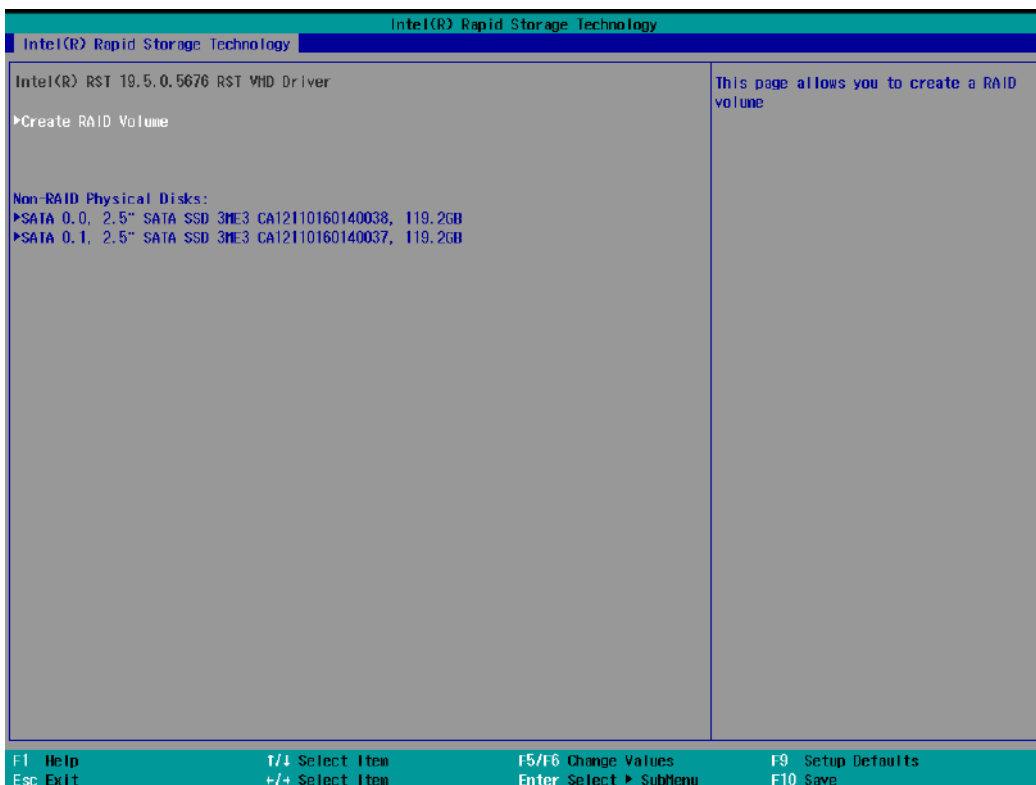 Intel(R) Rapid Storage Technology
Intel(R) Rapid Storage Technology
Intel(R) RST 19.5.0.5676 RST VMD Driver
▶Create RAID Volume
Non-RAID Physical Disks:
▶SATA 0.0, 2.5" SATA SSD 3ME3 CA12110160140038, 119.2GB
▶SATA 0.1, 2.5" SATA SSD 3ME3 CA12110160140037, 119.2GB
This page allows you to create a RAID
volume
F1 Help ↑/↓ Select Item F5/F6 Change Values F9 Setup Defaults
Esc Exit ←/→ Select Item Enter Select ▶ SubMenu F10 Save